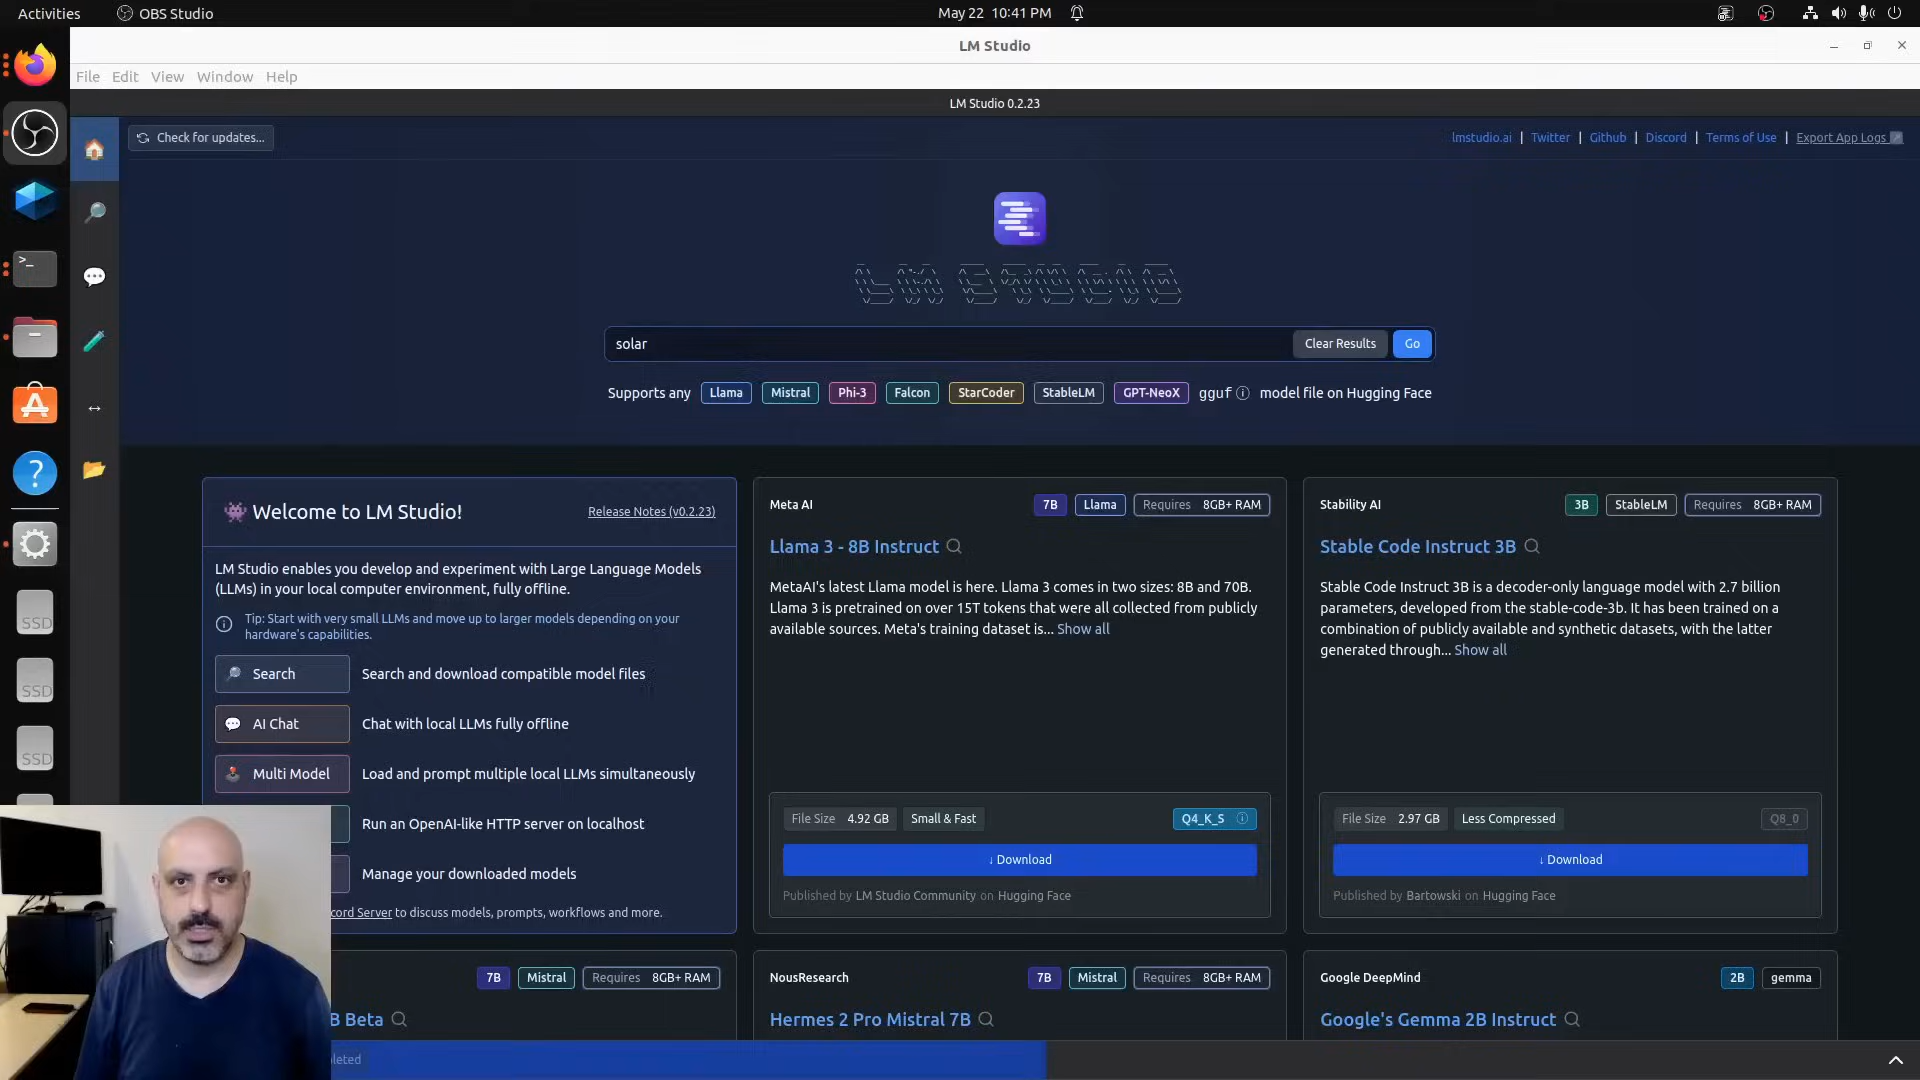 Activities
OBS Studio
May 22 10:41 PM
LM Studio
File Edit View Window Help
LM Studio 0.2.23
Check for updates...
lmstudio.ai | Twitter | Github | Discord | Terms of Use | Export App Logs
LM STUDIO
solar
Clear Results
Go
Supports any Llama Mistral Phi-3 Falcon StarCoder StableLM GPT-NeoX gguf model file on Hugging Face
Welcome to LM Studio!
Release Notes (v0.2.23)
LM Studio enables you develop and experiment with Large Language Models
(LLMs) in your local computer environment, fully offline.
Tip: Start with very small LLMs and move up to larger models depending on your
hardware's capabilities.
Search
Search and download compatible model files
AI Chat
Chat with local LLMs fully offline
Multi Model
Load and prompt multiple local LLMs simultaneously
Run an OpenAI-like HTTP server on localhost
Manage your downloaded models
cord Server to discuss models, prompts, workflows and more.
Meta AI
7B
Llama
Requires 8GB+ RAM
Llama 3 - 8B Instruct
MetaAI's latest Llama model is here. Llama 3 comes in two sizes: 8B and 70B.
Llama 3 is pretrained on over 15T tokens that were all collected from publicly
available sources. Meta's training dataset is... Show all
File Size 4.92 GB
Small & Fast
Q4_K_S
↓ Download
Published by LM Studio Community on Hugging Face
Stability AI
3B
StableLM
Requires 8GB+ RAM
Stable Code Instruct 3B
Stable Code Instruct 3B is a decoder-only language model with 2.7 billion
parameters, developed from the stable-code-3b. It has been trained on a
combination of publicly available and synthetic datasets, with the latter
generated through... Show all
File Size 2.97 GB
Less Compressed
Q8_0
↓ Download
Published by Bartowski on Hugging Face
7B
Mistral
Requires 8GB+ RAM
B Beta
NousResearch
7B
Mistral
Requires 8GB+ RAM
Hermes 2 Pro Mistral 7B
Google DeepMind
2B
gemma
Google's Gemma 2B Instruct
leted
SSD
SSD
SSD